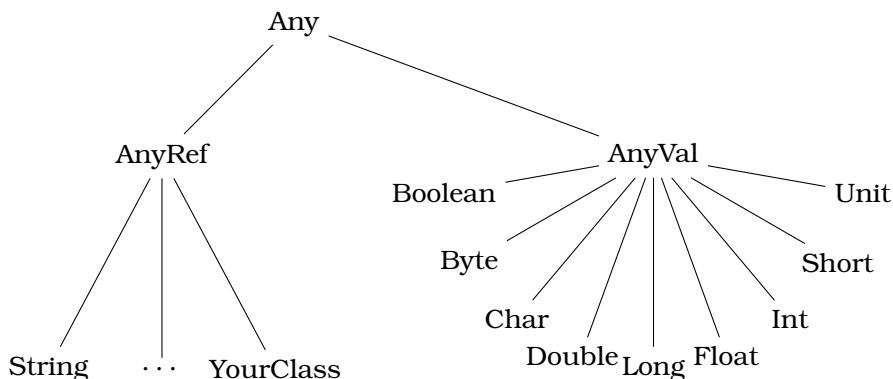 Any
AnyRef
AnyVal
Boolean
Unit
Byte
Short
Char
Int
Double
Long
Float
String
· · ·
YourClass